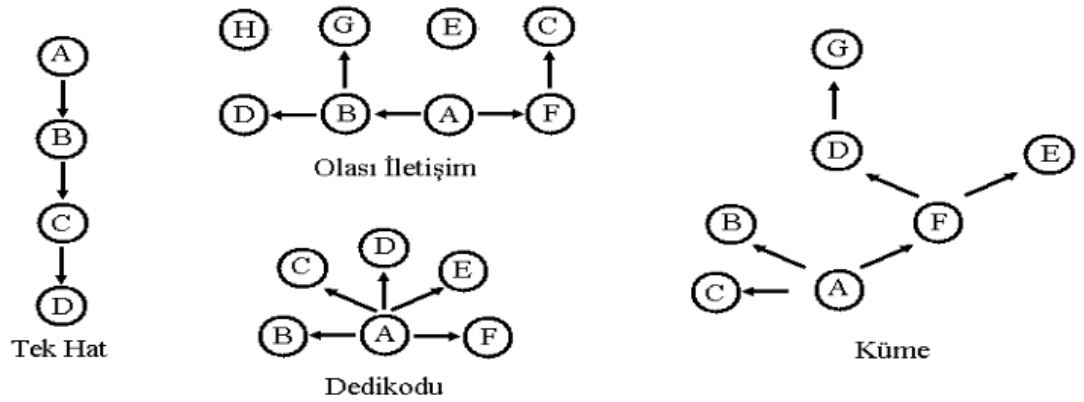 A
B
C
D
Tek Hat
H G E C
D B A F
Olası İletişim
D
C E
B A F
Dedikodu
G
D E
B F
C A
Küme